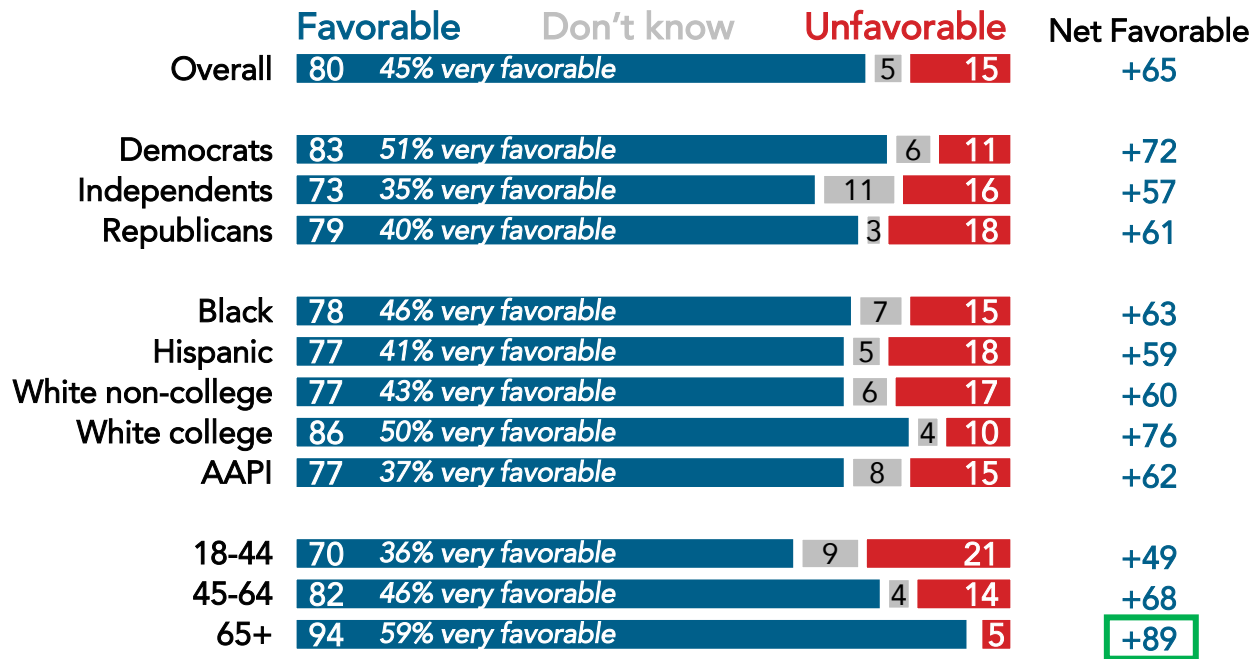 Favorable Don't know Unfavorable Net Favorable
Overall 80 45% very favorable 5 15 +65
Democrats 83 51% very favorable 6 11 +72
Independents 73 35% very favorable 11 16 +57
Republicans 79 40% very favorable 3 18 +61
Black 78 46% very favorable 7 15 +63
Hispanic 77 41% very favorable 5 18 +59
White non-college 77 43% very favorable 6 17 +60
White college 86 50% very favorable 4 10 +76
AAPI 77 37% very favorable 8 15 +62
18-44 70 36% very favorable 9 21 +49
45-64 82 46% very favorable 4 14 +68
65+ 94 59% very favorable 5 +89